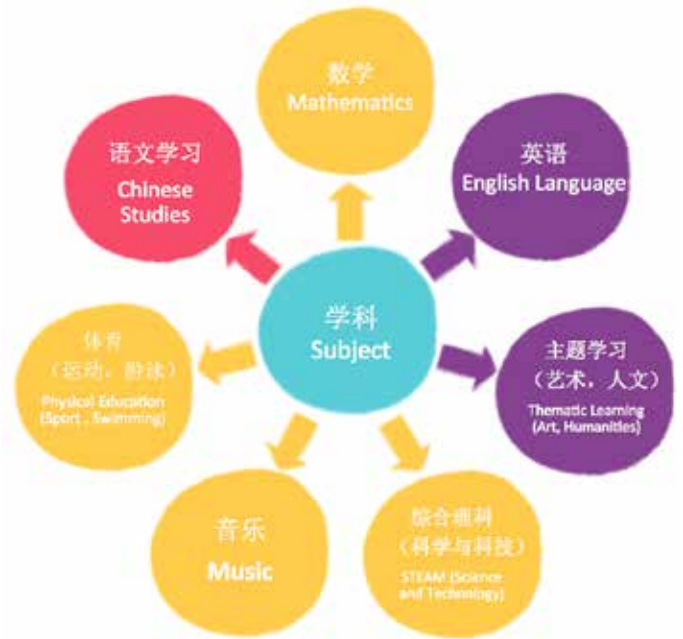 数学
Mathematics
语文学习
Chinese
Studies
英语
English Language
学科
Subject
体育
（运动，游泳）
Physical Education
(Sport , Swimming)
主题学习
（艺术，人文）
Thematic Learning
(Art, Humanities)
音乐
Music
综合理科
（科学与科技）
STEAM (Science
and Technology)